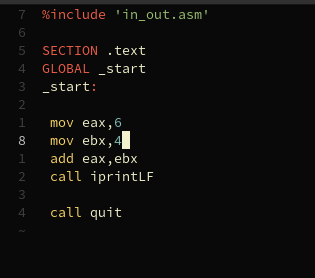 7 %include 'in_out.asm'
6
5 SECTION .text
4 GLOBAL _start
3 _start:
2
1 mov eax,6
8 mov ebx,4
1 add eax,ebx
2 call iprintLF
3
4 call quit
~